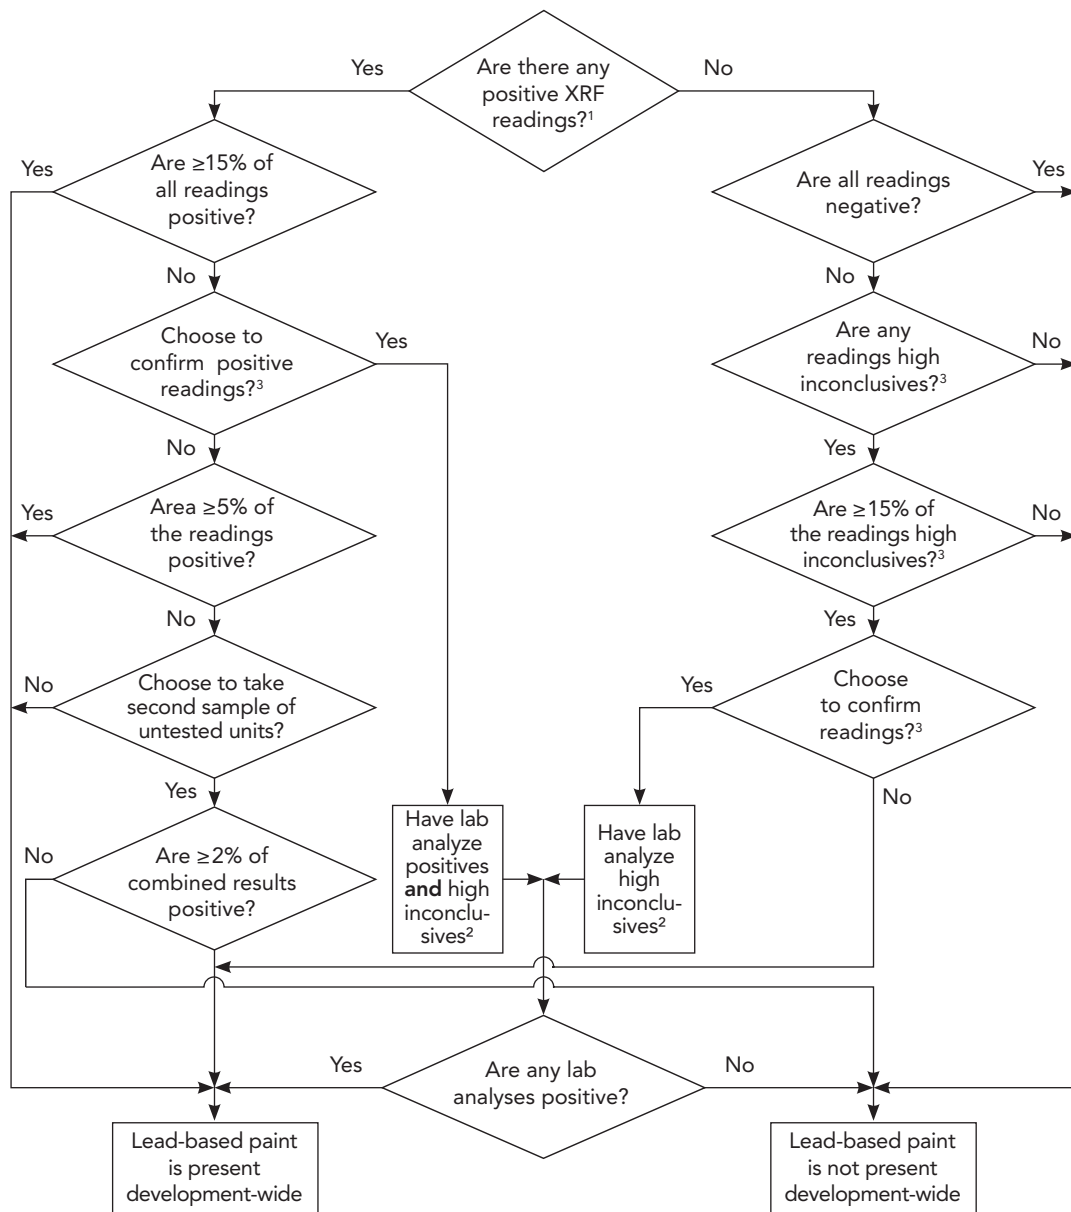 Are there any
positive XRF
readings?¹
Yes
No
Are ≥15% of
all readings
positive?
Yes
No
Are all readings
negative?
Yes
No
Choose to
confirm positive
readings?³
Yes
No
Are any
readings high
inconclusives?³
No
Yes
Area ≥5% of
the readings
positive?
Yes
No
Are ≥15% of
the readings high
inconclusives?³
No
Yes
Choose to take
second sample of
untested units?
No
Yes
Choose
to confirm
readings?³
Yes
No
Are ≥2% of
combined results
positive?
No
Have lab
analyze
positives
and high
inconclu-
sives²
Have lab
analyze
high
inconclu-
sives²
Are any lab
analyses positive?
Yes
No
Lead-based paint
is present
development-wide
Lead-based paint
is not present
development-wide